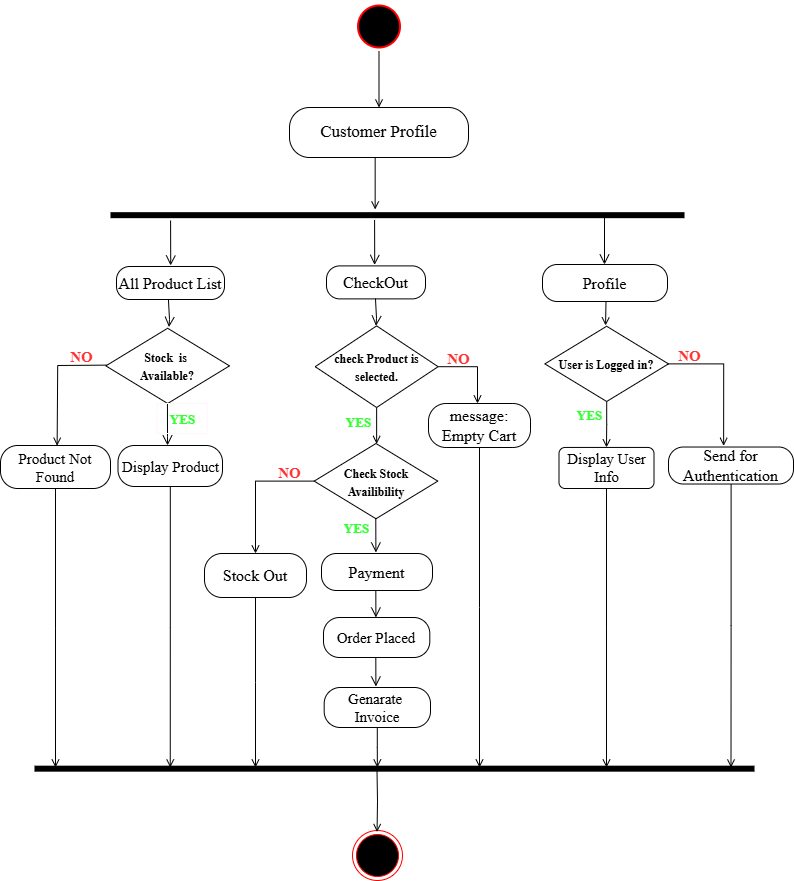 Customer Profile
All Product List
CheckOut
Profile
Stock is
Available?
NO
YES
check Product is
selected.
NO
YES
User is Logged in?
NO
YES
Product Not
Found
Display Product
message:
Empty Cart
Display User
Info
Send for
Authentication
Check Stock
Availibility
NO
YES
Stock Out
Payment
Order Placed
Genarate
Invoice